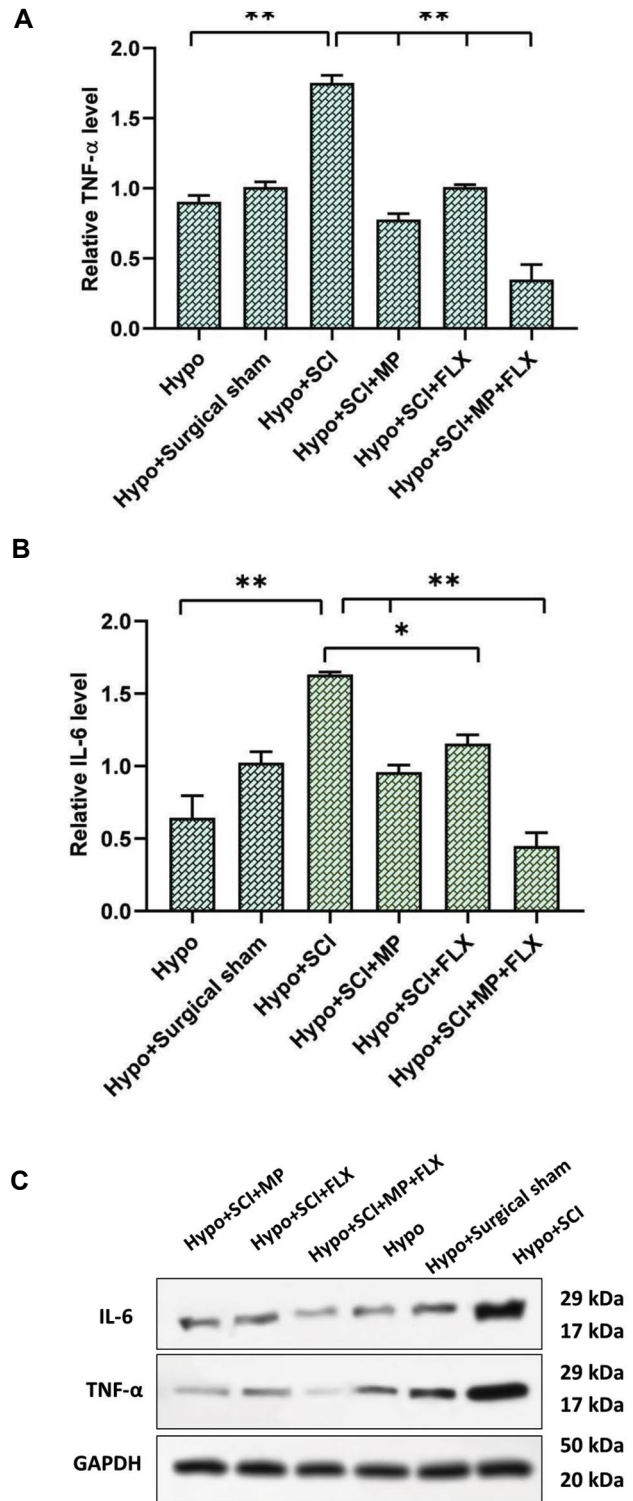 A
** **
Relative TNF-α level
2.0
1.5
1.0
0.5
0.0
Hypo
Hypo+Surgical sham
Hypo+SCI
Hypo+SCI+MP
Hypo+SCI+FLX
Hypo+SCI+MP+FLX
B
** **
*
Relative IL-6 level
2.0
1.5
1.0
0.5
0.0
Hypo
Hypo+Surgical sham
Hypo+SCI
Hypo+SCI+MP
Hypo+SCI+FLX
Hypo+SCI+MP+FLX
C
Hypo+SCI+MP
Hypo+SCI+FLX
Hypo+SCI+MP+FLX
Hypo
Hypo+Surgical sham
Hypo+SCI
IL-6
29 kDa
17 kDa
TNF-α
29 kDa
17 kDa
GAPDH
50 kDa
20 kDa